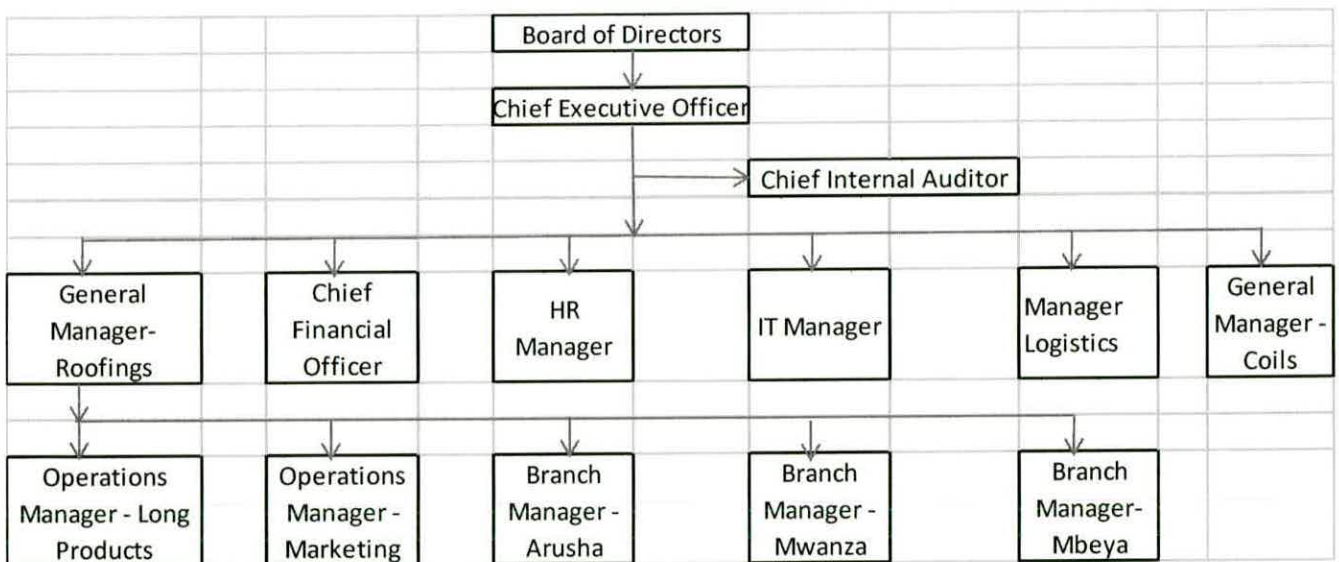 Board of Directors
Chief Executive Officer
Chief Internal Auditor
General
Manager-
Roofings
Chief
Financial
Officer
HR
Manager
IT Manager
Manager
Logistics
General
Manager -
Coils
Operations
Manager - Long
Products
Operations
Manager -
Marketing
Branch
Manager -
Arusha
Branch
Manager -
Mwanza
Branch
Manager-
Mbeya